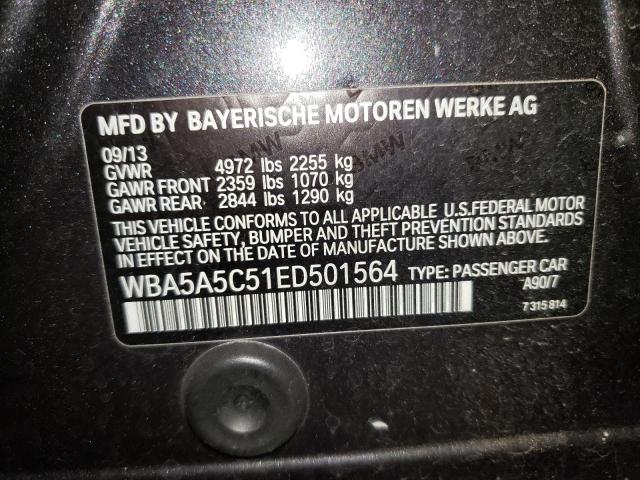 MFD BY BAYERISCHE MOTOREN WERKE AG
09/13
GVWR 4972 lbs 2255 kg
GAWR FRONT 2359 lbs 1070 kg
GAWR REAR 2844 lbs 1290 kg
THIS VEHICLE CONFORMS TO ALL APPLICABLE U.S.FEDERAL MOTOR
VEHICLE SAFETY, BUMPER AND THEFT PREVENTION STANDARDS
IN EFFECT ON THE DATE OF MANUFACTURE SHOWN ABOVE.
WBA5A5C51ED501564 TYPE: PASSENGER CAR
A90/7
7 315 814
BMW
BMW
BMW